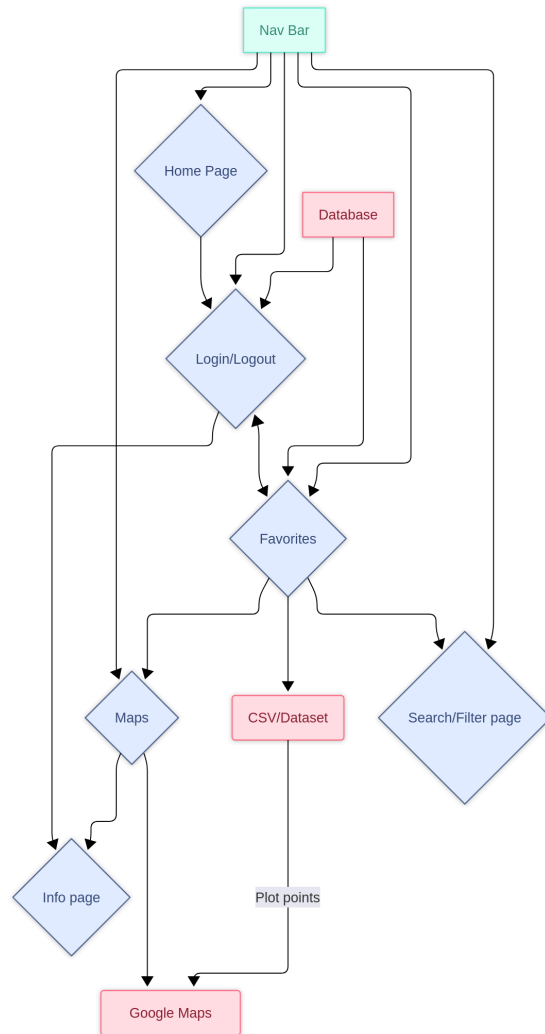 Nav Bar
Home Page
Database
Login/Logout
Favorites
Maps
CSV/Dataset
Search/Filter page
Info page
Plot points
Google Maps